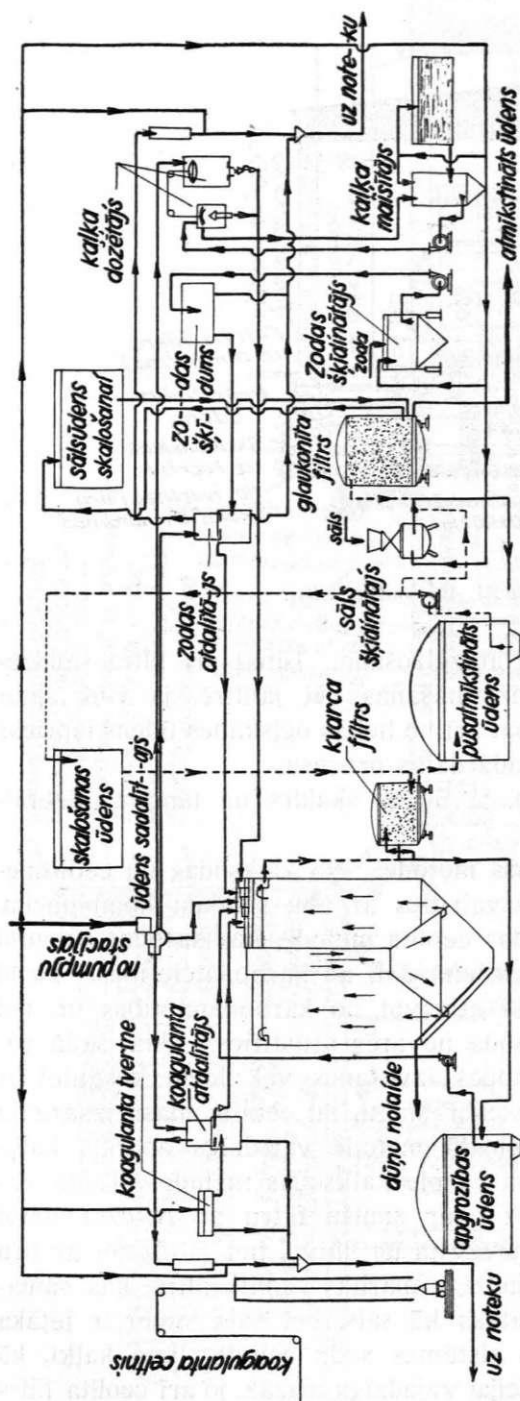 koagulanta celtnis
koagulanta tvertne
koagulanta
atdalītājs
no pumpju
stacijas
ūdens sadalīt--ājs
skalošanas
ūdens
sālsūdens
skalošanai
zodas
atdalītā-js
zo---das
šķī-dums
kaļķa
dozētājs
uz note-ku
kaļķa
maisītājs
zodas
šķīdinātājs
zoda
glaukonīta
filtrs
sāls
sāls
šķīdinātājs
kvarca
filtrs
pusatmīkstināts
ūdens
dūņu nolaide
apgrozības
ūdens
uz noteku
atmīkstināts ūdens